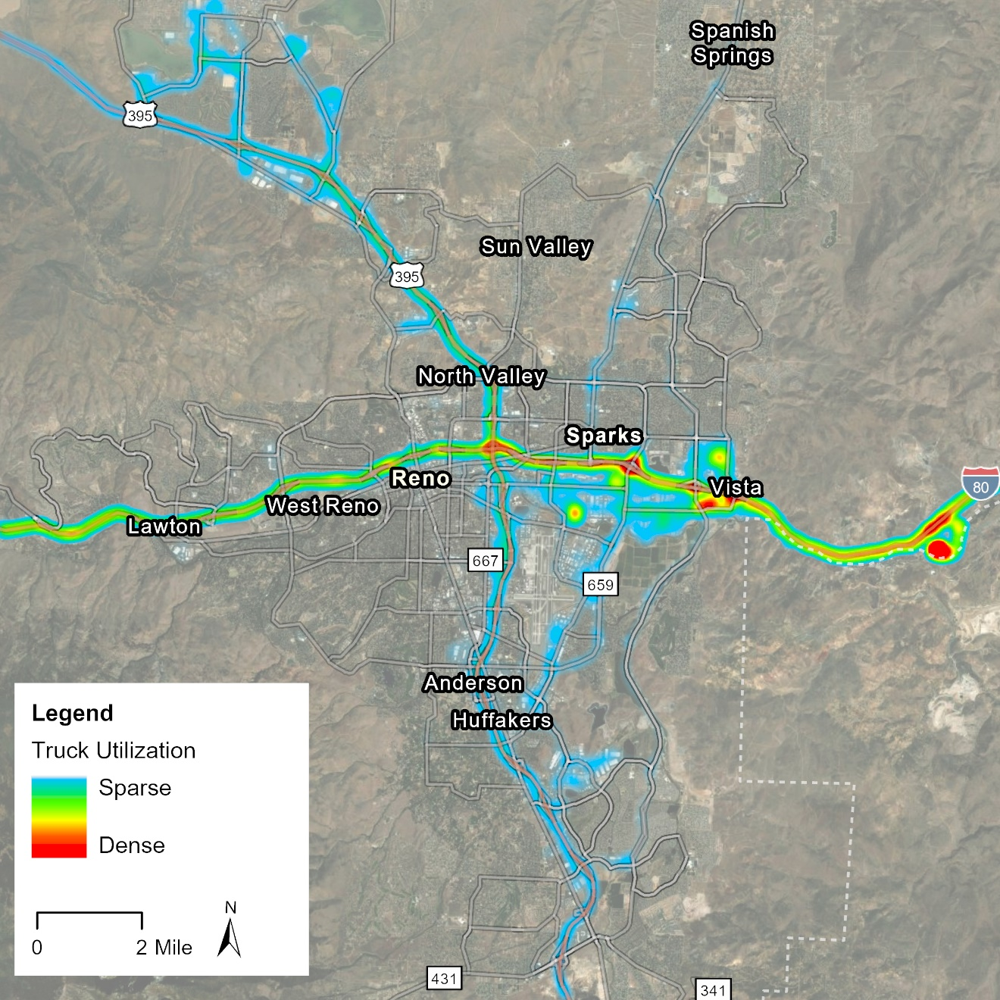 Spanish
Springs
395
Sun Valley
395
North Valley
Sparks
Reno
Vista
80
West Reno
Lawton
667
659
Anderson
Huffakers
Legend
Truck Utilization
Sparse
Dense
N
0 2 Mile
431
341